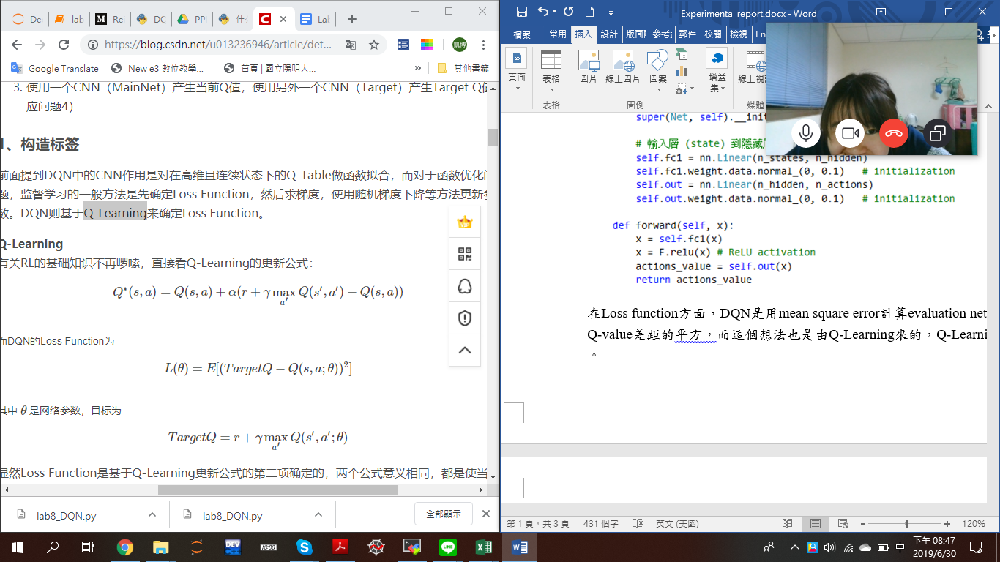 De
lab
Re
DC
PPI
什么
Lab
https://blog.csdn.net/u013236946/article/det...
凱博
Google Translate
New e3 數位教學...
首頁 | 國立陽明大...
»
其他書籤
3. 使用一个CNN（MainNet）产生当前Q值，使用另外一个CNN（Target）产生Target Q值
应问题4）
1、构造标签
前面提到DQN中的CNN作用是对在高维且连续状态下的Q-Table做函数拟合，而对于函数优化问
题，监督学习的一般方法是先确定Loss Function，然后求梯度，使用随机梯度下降等方法更新参
数。DQN则基于Q-Learning来确定Loss Function。
Q-Learning
有关RL的基础知识不再啰嗦，直接看Q-Learning的更新公式：
Q*(s, a) = Q(s, a) + α(r + γ max_{a′} Q(s′, a′) − Q(s, a))
而DQN的Loss Function为
L(θ) = E[(TargetQ − Q(s, a; θ))²]
其中 θ 是网络参数，目标为
TargetQ = r + γ max_{a′} Q(s′, a′; θ)
显然Loss Function是基于Q-Learning更新公式的第二项确定的，两个公式意义相同，都是使当
lab8_DQN.py
lab8_DQN.py
全部顯示
Experimental report.docx - Word
檔案
常用
插入
設計
版面
參考
郵件
校閱
檢視
En
頁面
表格
圖片
線上圖片
圖案
增益
集
線上視訊
表格
圖例
媒體
super(Net, self).__init
# 輸入層 (state) 到隱藏層
self.fc1 = nn.Linear(n_states, n_hidden)
self.fc1.weight.data.normal_(0, 0.1) # initialization
self.out = nn.Linear(n_hidden, n_actions)
self.out.weight.data.normal_(0, 0.1) # initialization
def forward(self, x):
x = self.fc1(x)
x = F.relu(x) # ReLU activation
actions_value = self.out(x)
return actions_value
在Loss function方面，DQN是用mean square error計算evaluation net
Q-value差距的平方，而這個想法也是由Q-Learning來的，Q-Learni
。
第 1 頁，共 3 頁
431 個字
英文 (美國)
120%
DEV
中
下午 08:47
2019/6/30